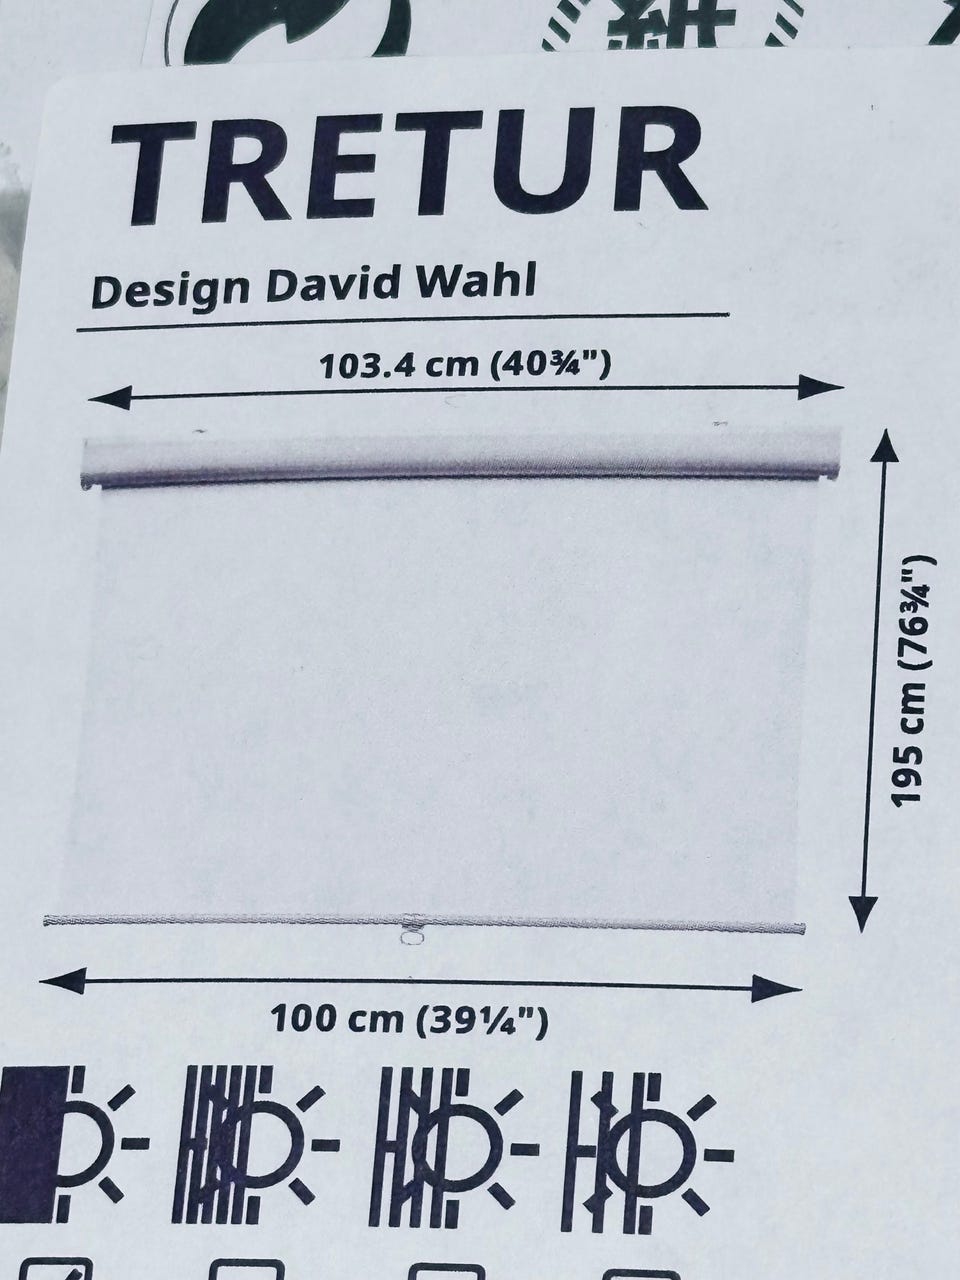 TRETUR
Design David Wahl
103.4 cm (40¾")
195 cm (76¾")
100 cm (39¼")